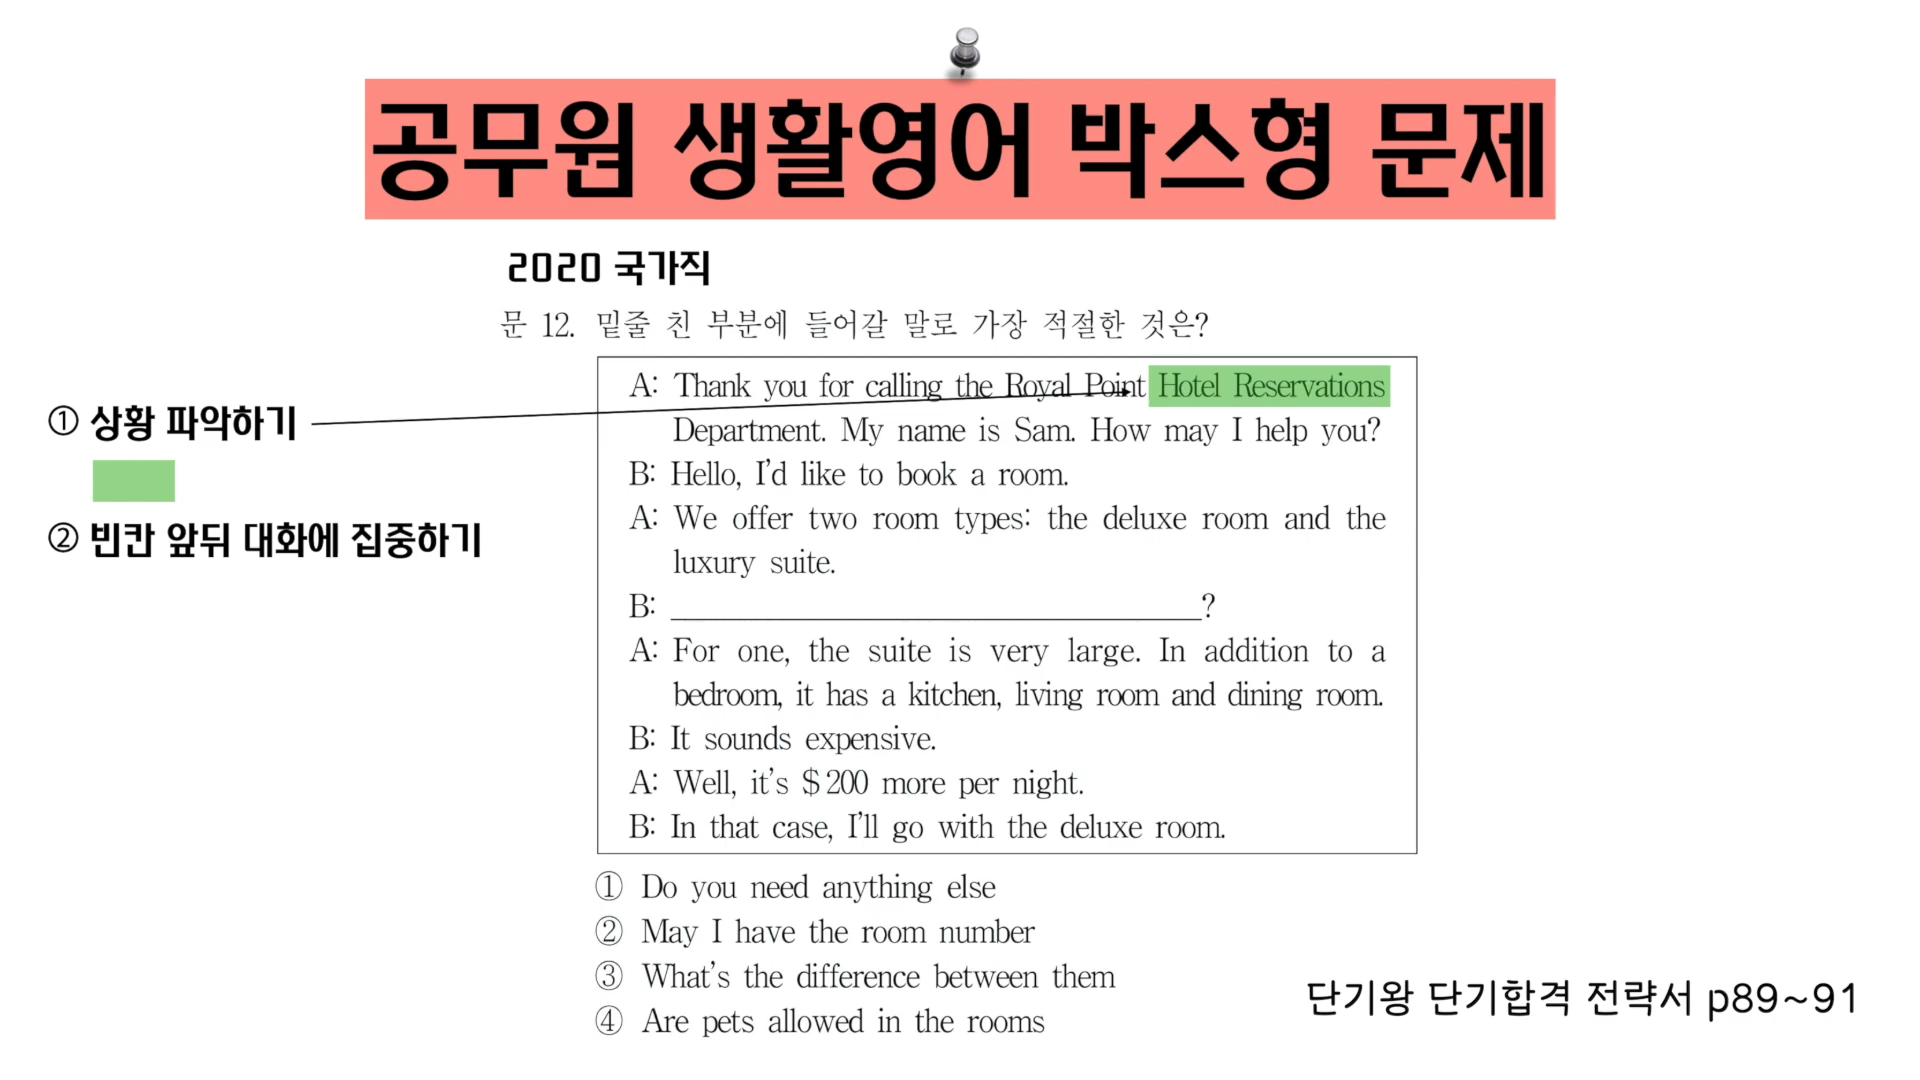 공무원 생활영어 박스형 문제
2020 국가직
문 12. 밑줄 친 부분에 들어갈 말로 가장 적절한 것은?
① 상황 파악하기
② 빈칸 앞뒤 대화에 집중하기
A: Thank you for calling the Royal Point Hotel Reservations
Department. My name is Sam. How may I help you?
B: Hello, I'd like to book a room.
A: We offer two room types: the deluxe room and the
luxury suite.
B: ______________________________?
A: For one, the suite is very large. In addition to a
bedroom, it has a kitchen, living room and dining room.
B: It sounds expensive.
A: Well, it's $200 more per night.
B: In that case, I'll go with the deluxe room.
① Do you need anything else
② May I have the room number
③ What's the difference between them
④ Are pets allowed in the rooms
단기왕 단기합격 전략서 p89~91